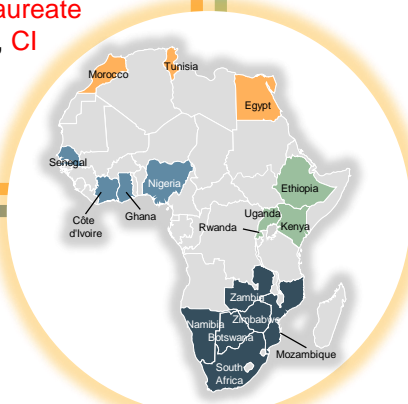 aureate
, CI
Morocco
Tunisia
Egypt
Senegal
Nigeria
Ethiopia
Côte
d'Ivoire
Ghana
Uganda
Rwanda
Kenya
Zambia
Namibia
Zimbabwe
Botswana
Mozambique
South
Africa